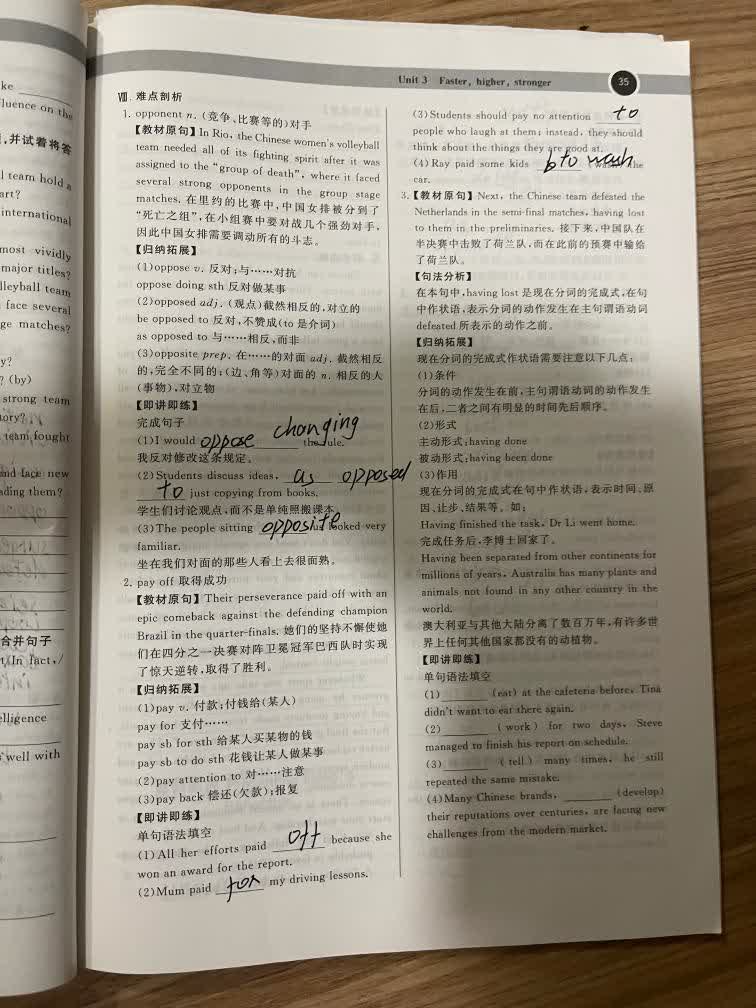 ke
luence on the
,并试着将答
l team hold a
art?
international
most vividly
major titles?
lleyball team
face several
ge matches?
y?
? (by)
strong team
tory?
team fought
and face new
ading them?
合并句子
t. In fact,/
elligence
well with
Unit 3 Faster, higher, stronger
35
Ⅷ. 难点剖析
1. opponent n. (竞争、比赛等的)对手
【教材原句】In Rio, the Chinese women's volleyball
team needed all of its fighting spirit after it was
assigned to the "group of death", where it faced
several strong opponents in the group stage
matches. 在里约的比赛中,中国女排被分到了
“死亡之组”,在小组赛中要对战几个强劲对手,
因此中国女排需要调动所有的斗志。
【归纳拓展】
(1)oppose v. 反对;与……对抗
oppose doing sth 反对做某事
(2)opposed adj. (观点)截然相反的,对立的
be opposed to 反对,不赞成(to 是介词)
as opposed to 与……相反,而非
(3)opposite prep. 在……的对面 adj. 截然相反
的,完全不同的;(边、角等)对面的 n. 相反的人
(事物),对立物
【即讲即练】
完成句子
(1)I would oppose changing the rule.
我反对修改这条规定。
(2)Students discuss ideas, as opposed
to just copying from books.
学生们讨论观点,而不是单纯照搬课本。
(3)The people sitting opposite us looked very
familiar.
坐在我们对面的那些人看上去很面熟。
2. pay off 取得成功
【教材原句】Their perseverance paid off with an
epic comeback against the defending champion
Brazil in the quarter-finals. 她们的坚持不懈使她
们在四分之一决赛对阵卫冕冠军巴西队时实现
了惊天逆转,取得了胜利。
【归纳拓展】
(1)pay v. 付款;付钱给(某人)
pay for 支付……
pay sb for sth 给某人买某物的钱
pay sb to do sth 花钱让某人做某事
(2)pay attention to 对……注意
(3)pay back 偿还(欠款);报复
【即讲即练】
单句语法填空
(1)All her efforts paid off because she
won an award for the report.
(2)Mum paid for my driving lessons.
(3)Students should pay no attention to
people who laugh at them; instead, they should
think about the things they are good at.
(4)Ray paid some kids to wash the
car.
3.【教材原句】Next, the Chinese team defeated the
Netherlands in the semi-final matches, having lost
to them in the preliminaries. 接下来,中国队在
半决赛中击败了荷兰队,而在此前的预赛中输给
了荷兰队。
【句法分析】
在本句中,having lost 是现在分词的完成式,在句
中作状语,表示分词的动作发生在主句谓语动词
defeated 所表示的动作之前。
【归纳拓展】
现在分词的完成式作状语需要注意以下几点:
(1)条件
分词的动作发生在前,主句谓语动词的动作发生
在后,二者之间有明显的时间先后顺序。
(2)形式
主动形式:having done
被动形式:having been done
(3)作用
现在分词的完成式在句中作状语,表示时间、原
因、让步、结果等。如:
Having finished the task, Dr Li went home.
完成任务后,李博士回家了。
Having been separated from other continents for
millions of years, Australia has many plants and
animals not found in any other country in the
world.
澳大利亚与其他大陆分离了数百万年,有许多世
界上任何其他国家都没有的动植物。
【即讲即练】
单句语法填空
(1)________ (eat) at the cafeteria before, Tina
didn't want to eat there again.
(2)________ (work) for two days, Steve
managed to finish his report on schedule.
(3)________ (tell) many times, he still
repeated the same mistake.
(4)Many Chinese brands, ________ (develop)
their reputations over centuries, are facing new
challenges from the modern market.